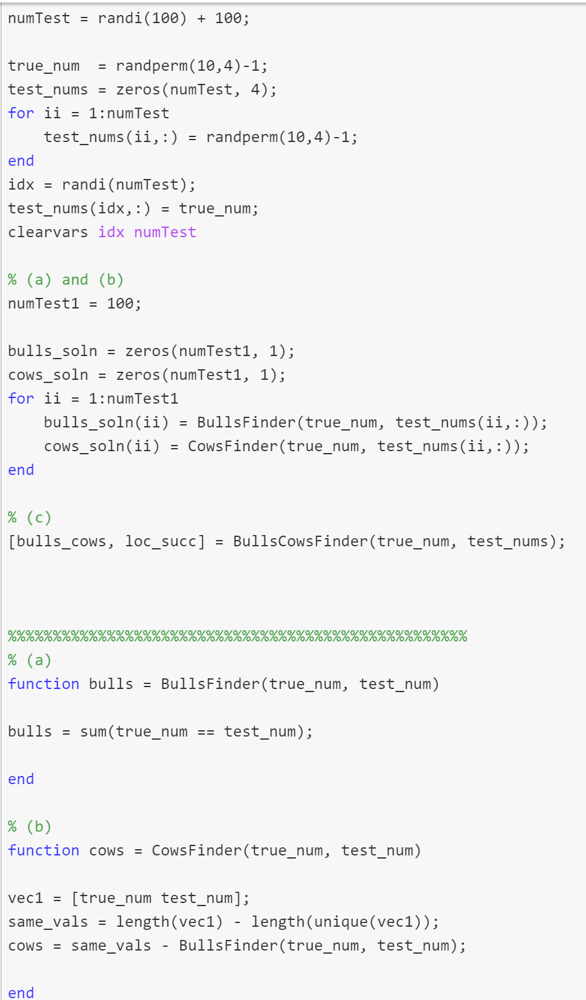 numTest = randi(100) + 100;
true_num  = randperm(10,4)-1;
test_nums = zeros(numTest, 4);
for ii = 1:numTest
    test_nums(ii,:) = randperm(10,4)-1;
end
idx = randi(numTest);
test_nums(idx,:) = true_num;
clearvars idx numTest
% (a) and (b)
numTest1 = 100;
bulls_soln = zeros(numTest1, 1);
cows_soln = zeros(numTest1, 1);
for ii = 1:numTest1
    bulls_soln(ii) = BullsFinder(true_num, test_nums(ii,:));
    cows_soln(ii) = CowsFinder(true_num, test_nums(ii,:));
end
% (c)
[bulls_cows, loc_succ] = BullsCowsFinder(true_num, test_nums);
%%%%%%%%%%%%%%%%%%%%%%%%%%%%%%%%%%%%%%%%%%%%%%%%%%%
% (a)
function bulls = BullsFinder(true_num, test_num)
bulls = sum(true_num == test_num);
end
% (b)
function cows = CowsFinder(true_num, test_num)
vec1 = [true_num test_num];
same_vals = length(vec1) - length(unique(vec1));
cows = same_vals - BullsFinder(true_num, test_num);
end